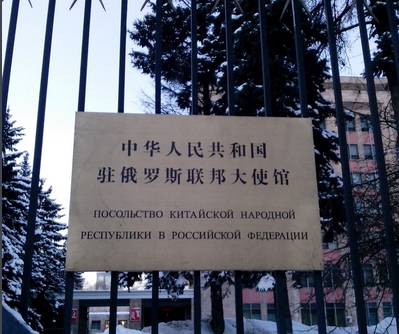 中华人民共和国
驻俄罗斯联邦大使馆
ПОСОЛЬСТВО КИТАЙСКОЙ НАРОДНОЙ
РЕСПУБЛИКИ В РОССИЙСКОЙ ФЕДЕРАЦИИ